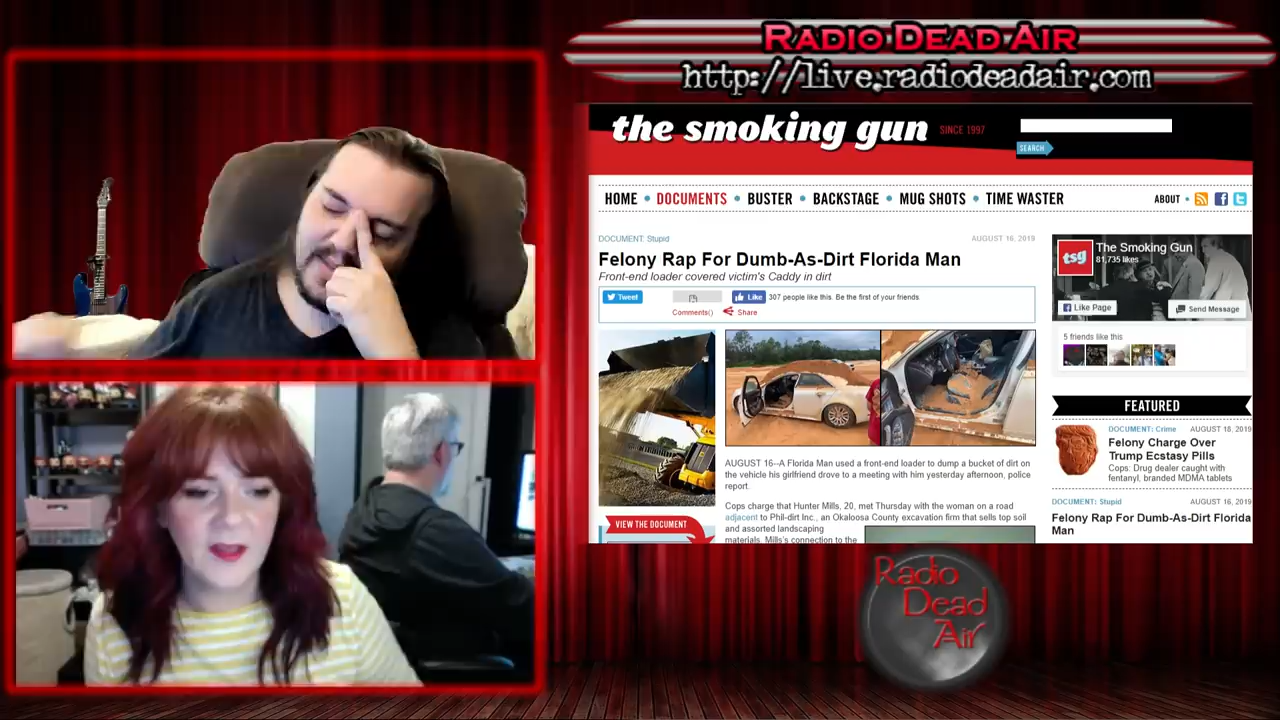 Radio Dead Air
http://live.radiodeadair.com
the smoking gun SINCE 1997
SEARCH
HOME • DOCUMENTS • BUSTER • BACKSTAGE • MUG SHOTS • TIME WASTER
ABOUT •
DOCUMENT: Stupid
AUGUST 16, 2019
Felony Rap For Dumb-As-Dirt Florida Man
Front-end loader covered victim's Caddy in dirt
Tweet
Like 307 people like this. Be the first of your friends.
Comments()
Share
VIEW THE DOCUMENT
AUGUST 16--A Florida Man used a front-end loader to dump a bucket of dirt on
the vehicle his girlfriend drove to a meeting with him yesterday afternoon, police
report.
Cops charge that Hunter Mills, 20, met Thursday with the woman on a road
adjacent to Phil-dirt Inc., an Okaloosa County excavation firm that sells top soil
and assorted landscaping
materials. Mills's connection to the
tsg
The Smoking Gun
81,735 likes
Like Page
Send Message
5 friends like this
FEATURED
DOCUMENT: Crime
AUGUST 18, 2019
Felony Charge Over
Trump Ecstasy Pills
Cops: Drug dealer caught with
fentanyl, branded MDMA tablets
DOCUMENT: Stupid
AUGUST 16, 2019
Felony Rap For Dumb-As-Dirt Florida
Man
Radio
Dead
Air